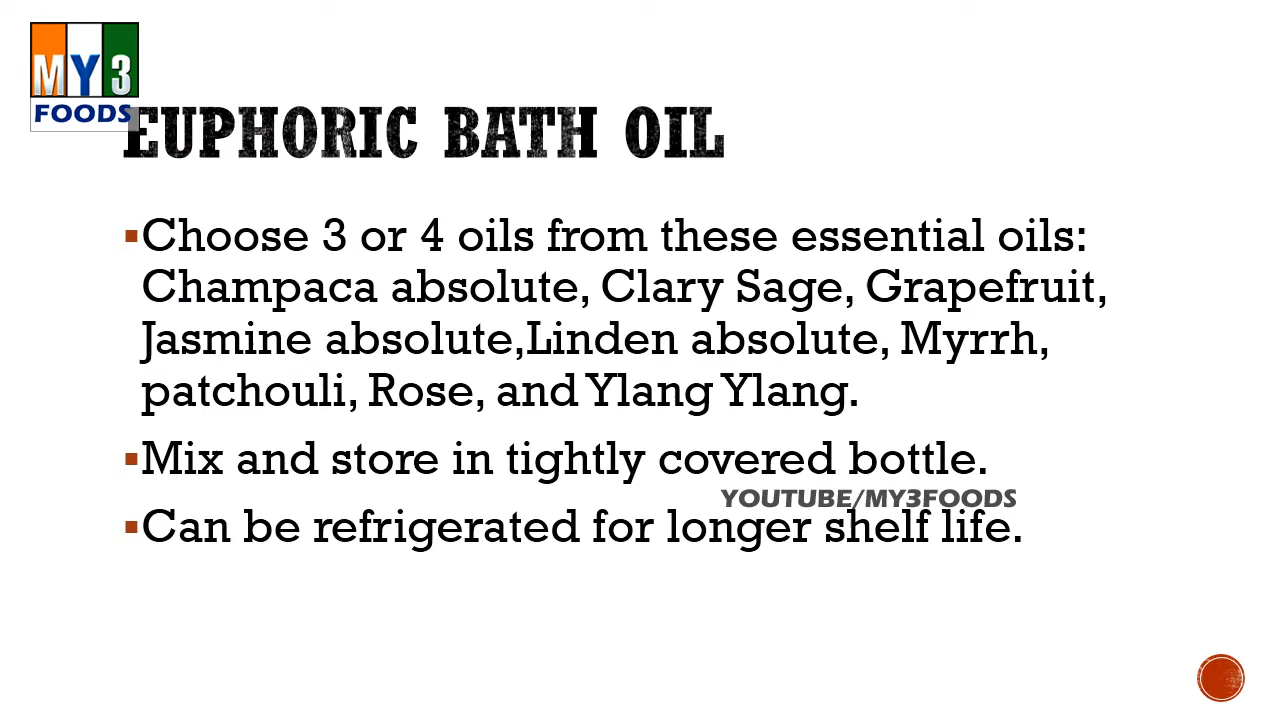 MY3
FOODS
EUPHORIC BATH OIL
▪Choose 3 or 4 oils from these essential oils:
Champaca absolute, Clary Sage, Grapefruit,
Jasmine absolute,Linden absolute, Myrrh,
patchouli, Rose, and Ylang Ylang.
▪Mix and store in tightly covered bottle.
YOUTUBE/MY3FOODS
▪Can be refrigerated for longer shelf life.